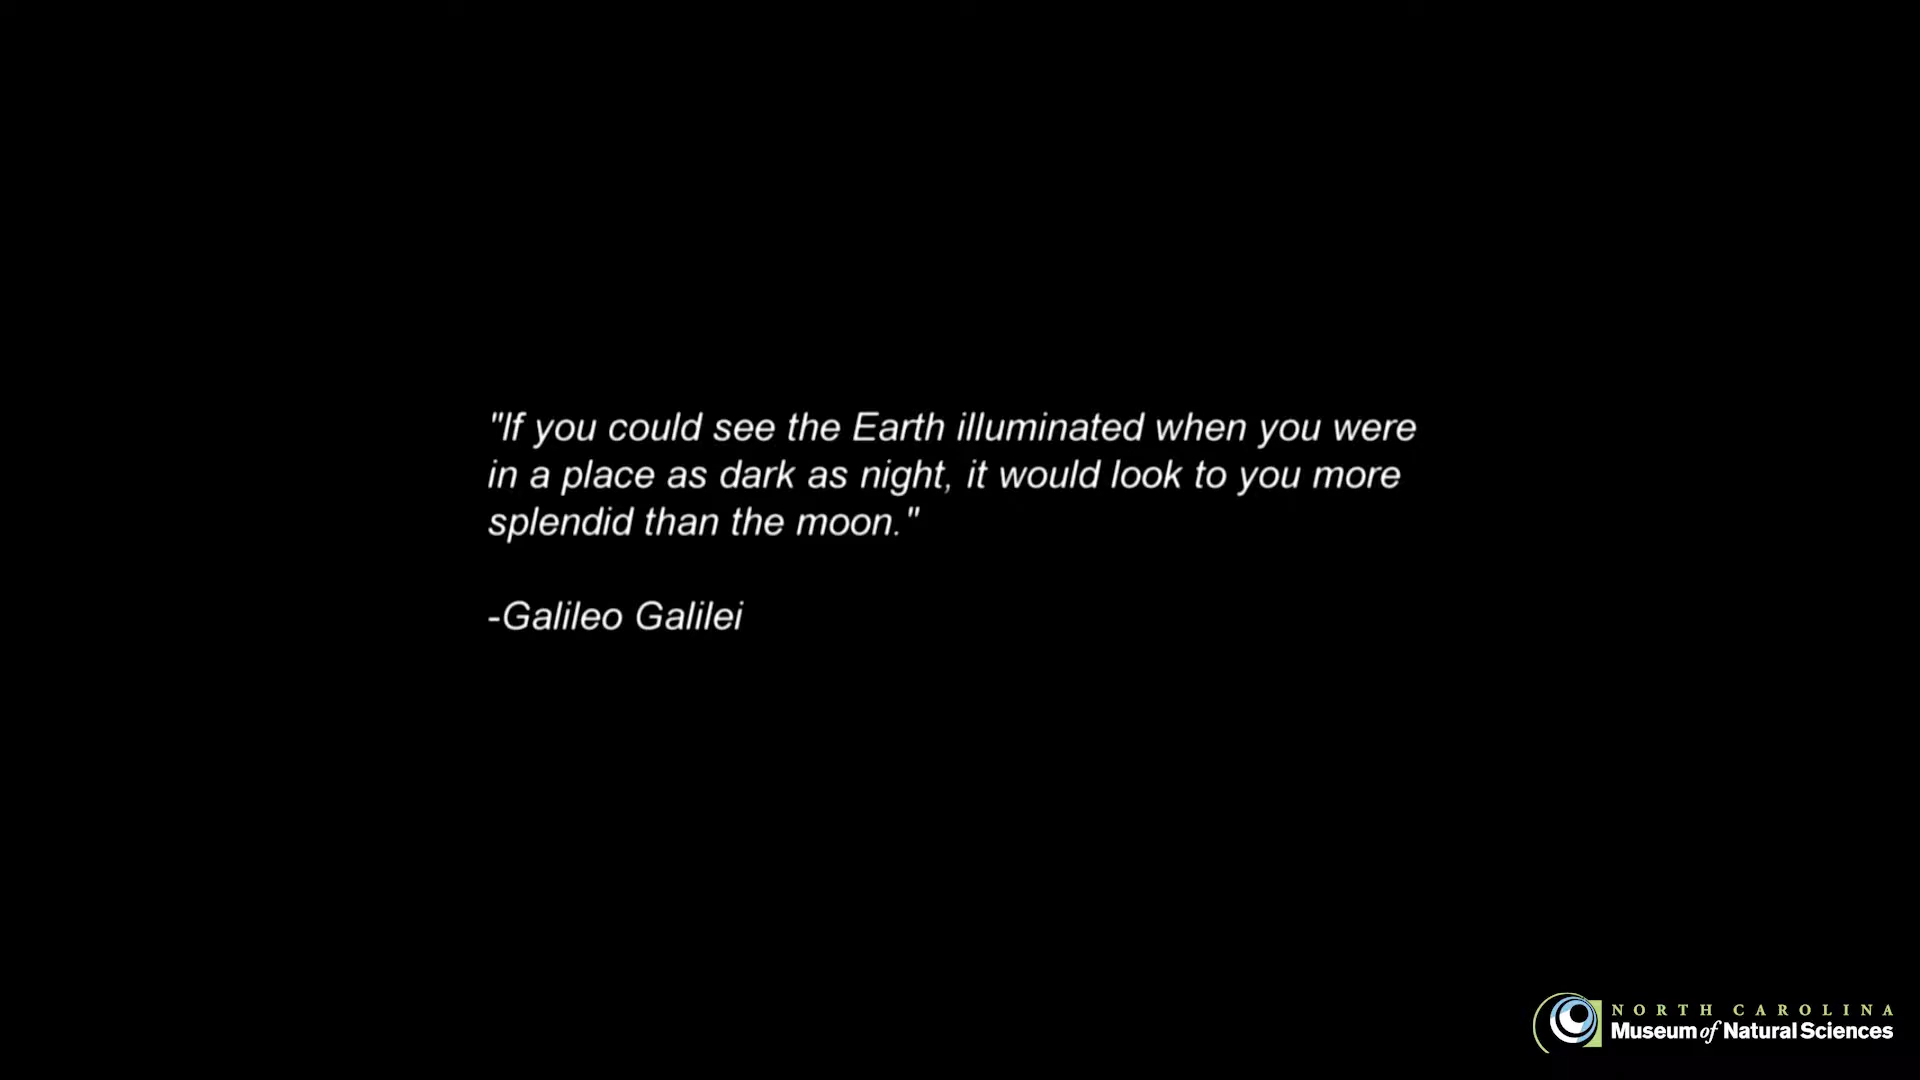 "If you could see the Earth illuminated when you were
in a place as dark as night, it would look to you more
splendid than the moon."
-Galileo Galilei
NORTH CAROLINA
Museum of Natural Sciences